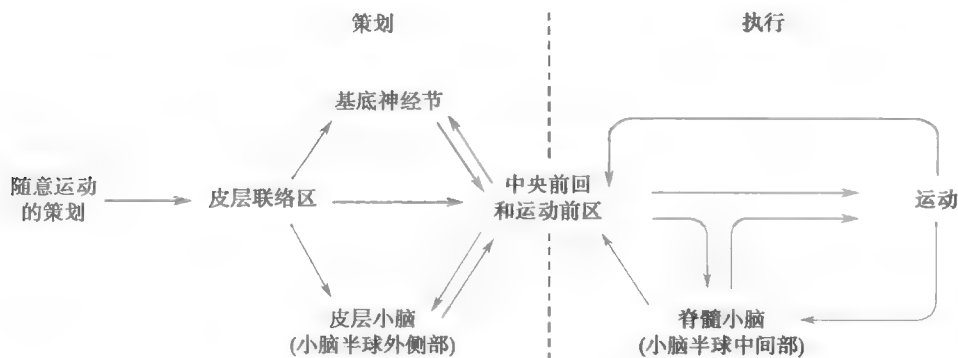 策划
执行
基底神经节
随意运动
的策划
皮层联络区
中央前回
和运动前区
运动
皮层小脑
(小脑半球外侧部)
脊髓小脑
(小脑半球中间部)